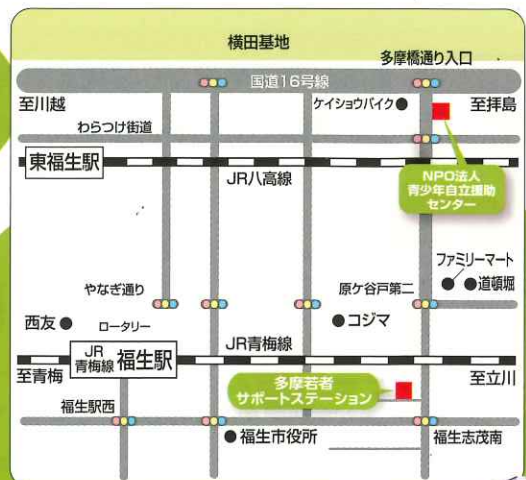 横田基地
多摩橋通り入口
国道16号線
至川越
ケイショウバイク
至拝島
わらつけ街道
東福生駅
JR八高線
NPO法人
青少年自立援助
センター
ファミリーマート
道頓堀
やなぎ通り
原ケ谷戸第二
西友
ロータリー
コジマ
JR青梅線
JR
青梅線
福生駅
至青梅
至立川
多摩若者
サポートステーション
福生駅西
福生市役所
福生志茂南